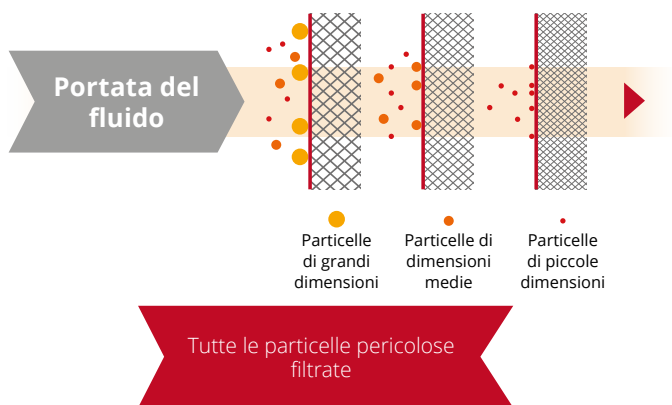 Portata del
fluido
Particelle
di grandi
dimensioni
Particelle di
dimensioni
medie
Particelle
di piccole
dimensioni
Tutte le particelle pericolose
filtrate